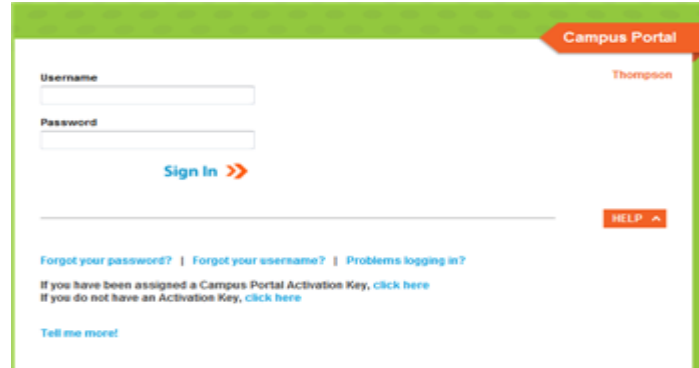 Campus Portal
Thompson
Username
Password
Sign In
HELP
Forgot your password? | Forgot your username? | Problems logging in?
If you have been assigned a Campus Portal Activation Key, click here
If you do not have an Activation Key, click here
Tell me more!